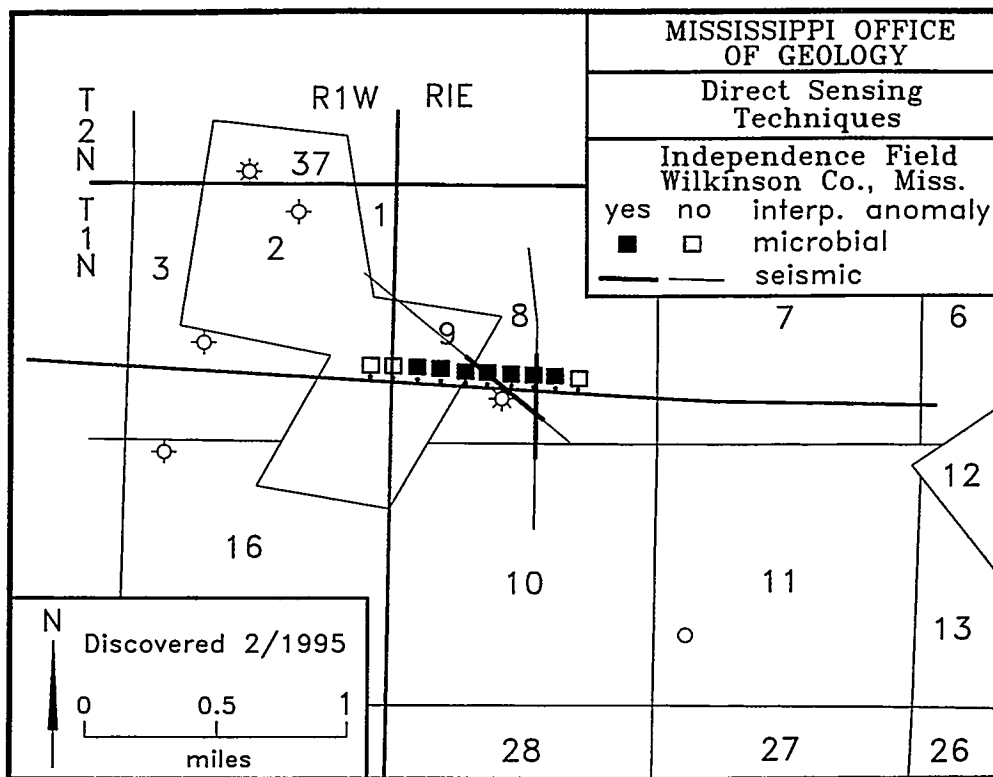 MISSISSIPPI OFFICE
OF GEOLOGY
Direct Sensing
Techniques
Independence Field
Wilkinson Co., Miss.
yes no interp. anomaly
microbial
seismic
R1W RIE
T2N
T1N
37
1
2
3
8
9
7
6
12
16
10
11
13
28
27
26
N
Discovered 2/1995
0 0.5 1
miles